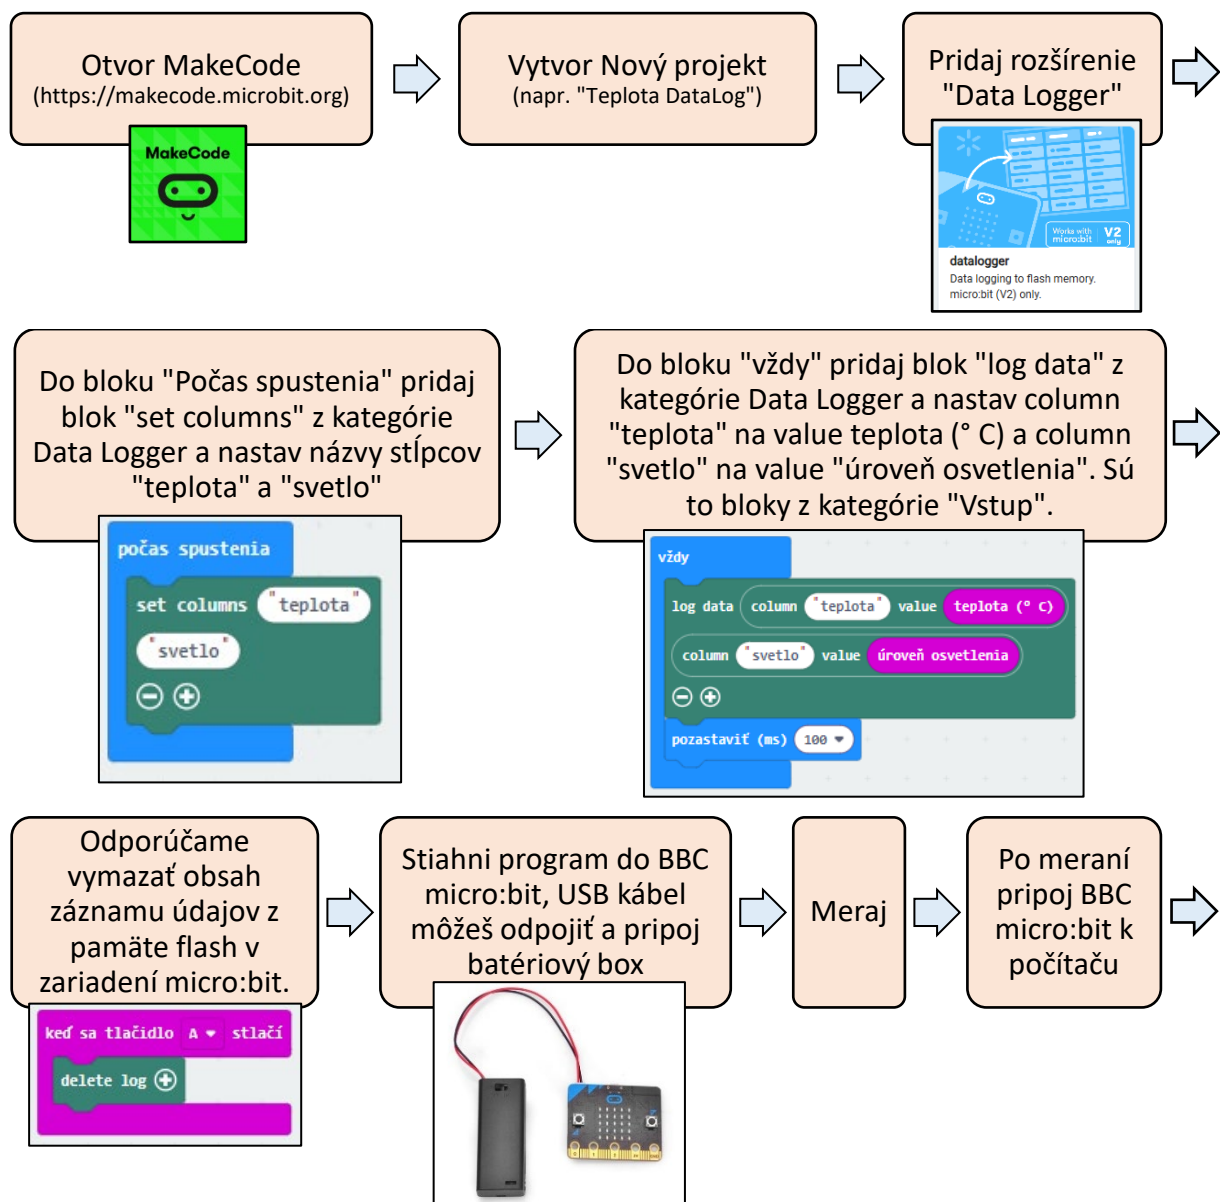 Otvor MakeCode
(https://makecode.microbit.org)
MakeCode
Vytvor Nový projekt
(napr. "Teplota DataLog")
Pridaj rozšírenie
"Data Logger"
Works with
micro:bit
V2
only
datalogger
Data logging to flash memory.
micro:bit (V2) only.
Do bloku "Počas spustenia" pridaj
blok "set columns" z kategórie
Data Logger a nastav názvy stĺpcov
"teplota" a "svetlo"
počas spustenia
set columns "teplota"
"svetlo"
Do bloku "vždy" pridaj blok "log data" z
kategórie Data Logger a nastav column
"teplota" na value teplota (° C) a column
"svetlo" na value "úroveň osvetlenia". Sú
to bloky z kategórie "Vstup".
vždy
log data column "teplota" value teplota (° C)
column "svetlo" value úroveň osvetlenia
pozastaviť (ms) 100
Odporúčame
vymazať obsah
záznamu údajov z
pamäte flash v
zariadení micro:bit.
keď sa tlačidlo A stlačí
delete log
Stiahni program do BBC
micro:bit, USB kábel
môžeš odpojiť a pripoj
batériový box
Meraj
Po meraní
pripoj BBC
micro:bit k
počítaču